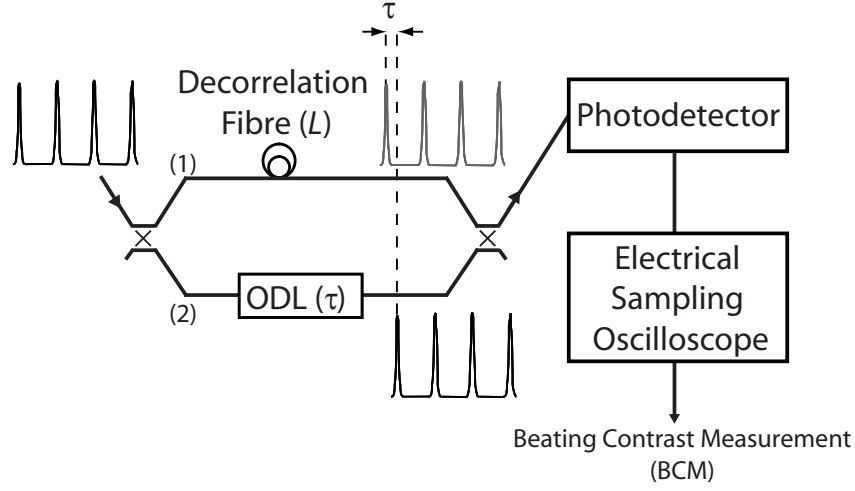 τ
Decorrelation
Fibre (L)
(1)
Photodetector
Electrical
Sampling
Oscilloscope
ODL (τ)
(2)
Beating Contrast Measurement
(BCM)